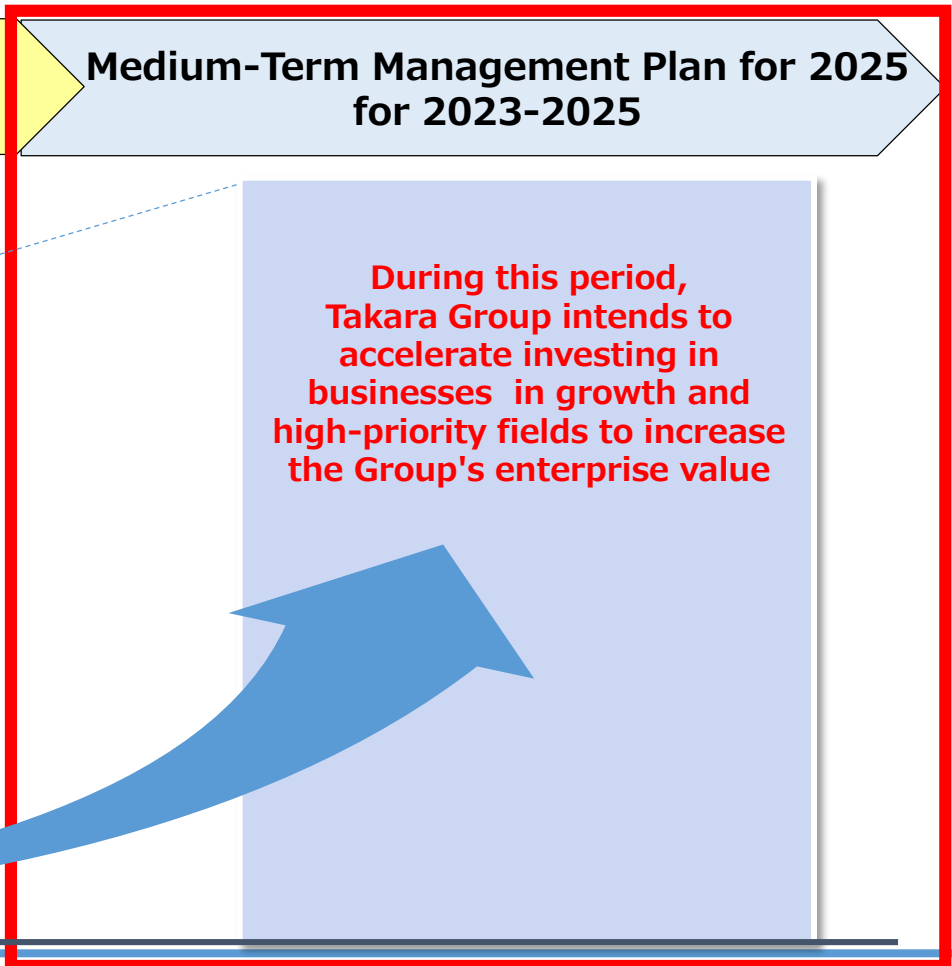 Medium-Term Management Plan for 2025
for 2023-2025
During this period,
Takara Group intends to
accelerate investing in
businesses  in growth and
high-priority fields to increase
the Group's enterprise value